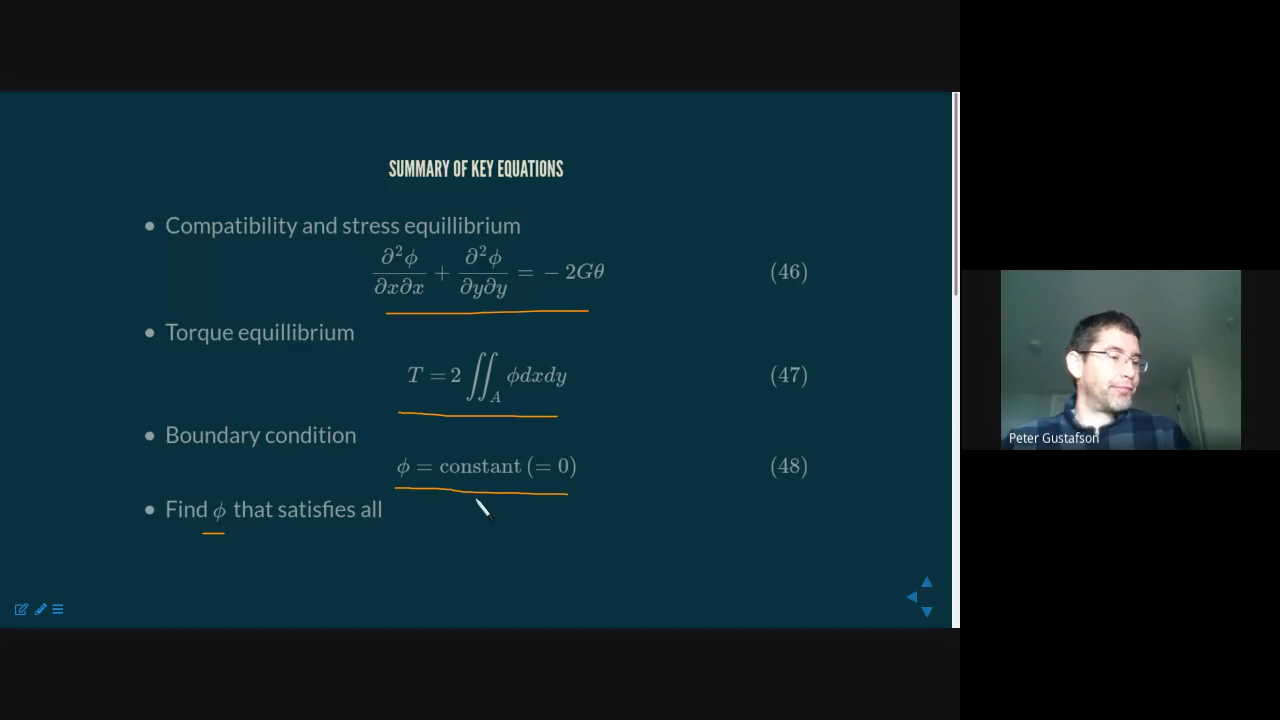 SUMMARY OF KEY EQUATIONS
• Compatibility and stress equillibrium
∂²ϕ/∂x∂x + ∂²ϕ/∂y∂y = − 2Gθ (46)
• Torque equillibrium
T = 2 ∬_A ϕdxdy (47)
• Boundary condition
ϕ = constant (= 0) (48)
• Find ϕ that satisfies all
Peter Gustafson